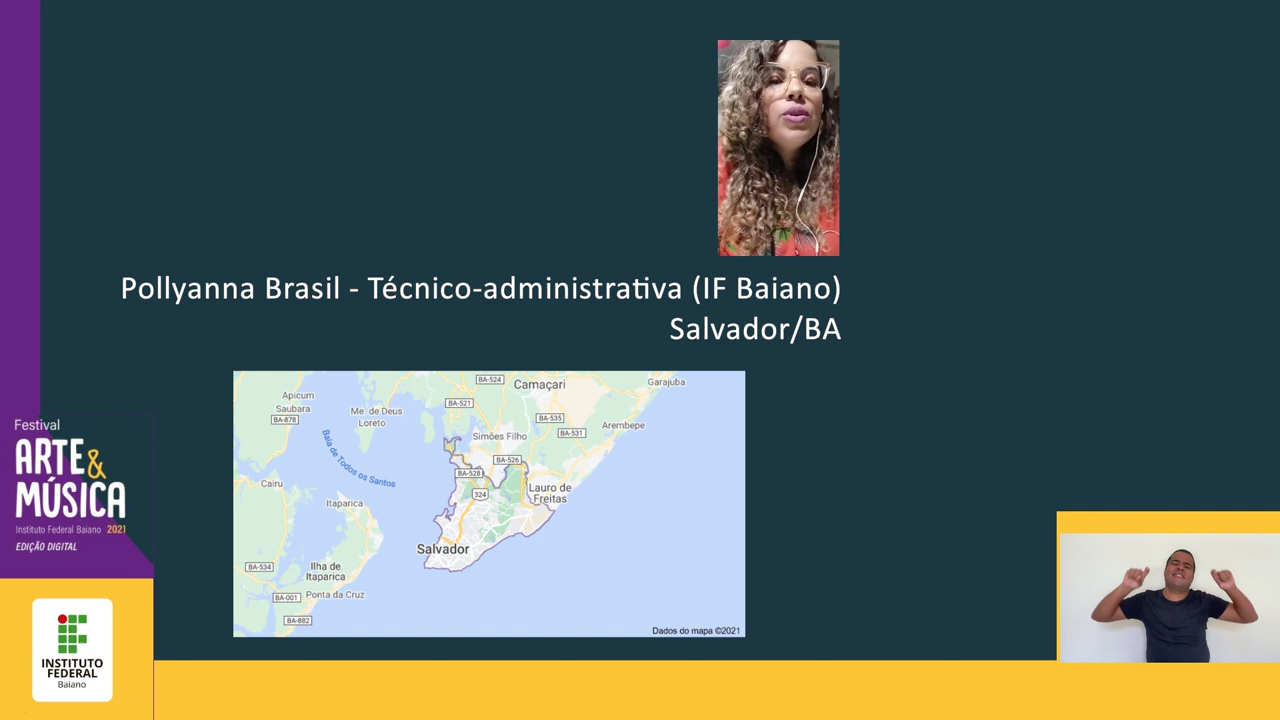 Pollyanna Brasil - Técnico-administrativa (IF Baiano)
Salvador/BA
BA-524
Camaçari
Garajuba
Apicum
Saubara
BA-878
Me. de Deus
Loreto
BA-521
BA-535
BA-531
Arembepe
Simões Filho
Baía de Todos os Santos
BA-526
BA-528
324
Lauro de
Freitas
Cairu
Itaparica
Salvador
BA-534
Ilha de
Itaparica
BA-001
Ponta da Cruz
BA-882
Dados do mapa ©2021
Festival
ARTE&
MÚSICA
Instituto Federal Baiano 2021
EDIÇÃO DIGITAL
INSTITUTO
FEDERAL
Baiano